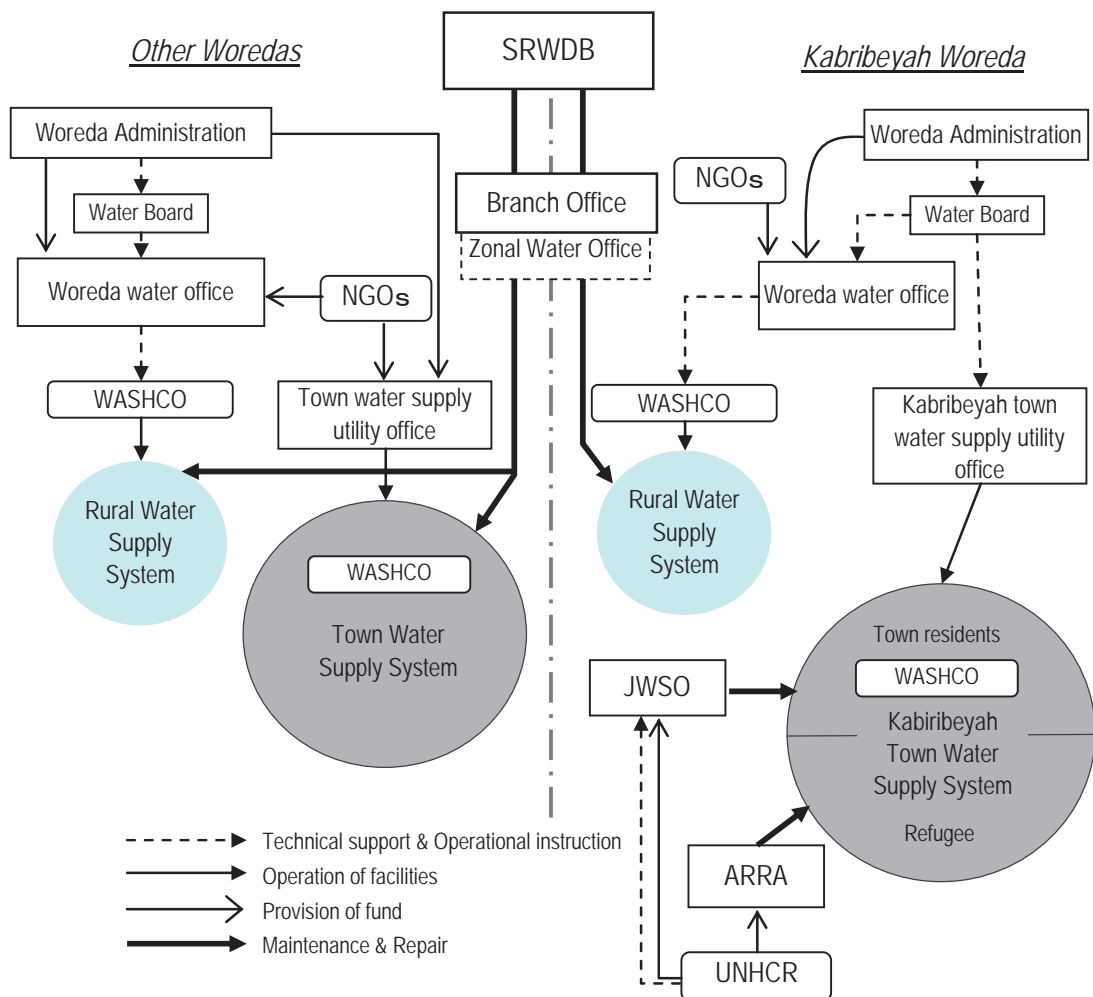 Other Woredas
SRWDB
Kabribeyah Woreda
Woreda Administration
Water Board
Woreda water office
NGOs
WASHCO
Town water supply
utility office
Rural Water
Supply
System
WASHCO
Town Water
Supply System
Branch Office
Zonal Water Office
Woreda Administration
NGOs
Water Board
Woreda water office
WASHCO
Kabribeyah town
water supply utility
office
Rural Water
Supply
System
Town residents
WASHCO
Kabiribeyah
Town Water
Supply System
Refugee
JWSO
ARRA
UNHCR
Technical support & Operational instruction
Operation of facilities
Provision of fund
Maintenance & Repair